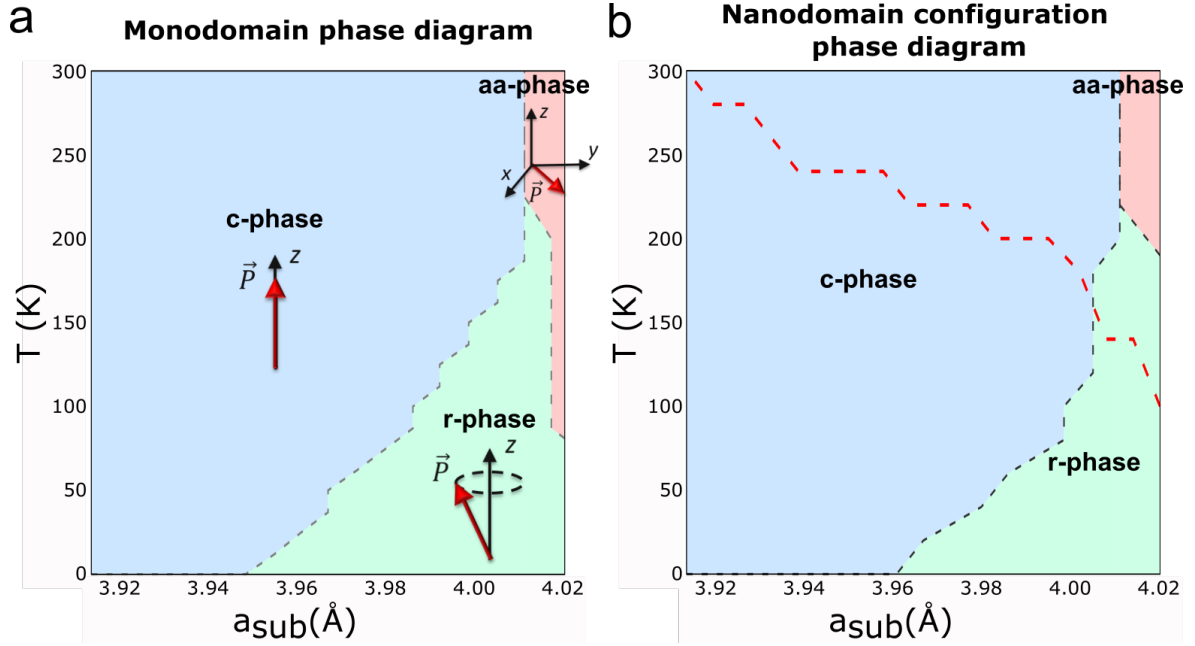 a
Monodomain phase diagram
300
250
200
150
100
50
0
T (K)
aa-phase
z
y
x
P⃗
c-phase
z
P⃗
r-phase
z
P⃗
3.92
3.94
3.96
3.98
4.00
4.02
asub(Å)
b
Nanodomain configuration
phase diagram
300
250
200
150
100
50
0
T (K)
aa-phase
c-phase
r-phase
3.92
3.94
3.96
3.98
4.00
4.02
asub(Å)